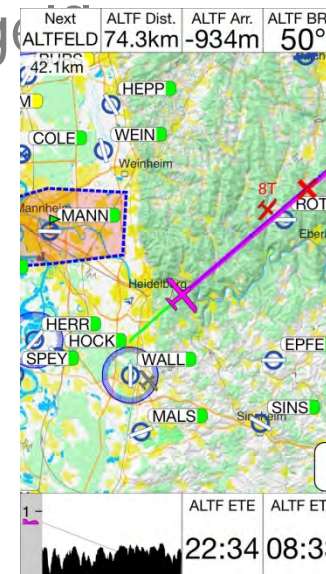 Next
ALTF Dist.
ALTF Arr.
ALTF BR
ALTFELD
74.3km
-934m
50°
42.1km
HEPP
COLE
WEIN
Weinheim
8T
ROT
Mannheim
MANN
Eberl
Heidelberg
HERR
HOCK
SPEY
WALL
EPFE
MALS
SINS
Sinsheim
1
ALTF ETE
ALTF ET
22:34